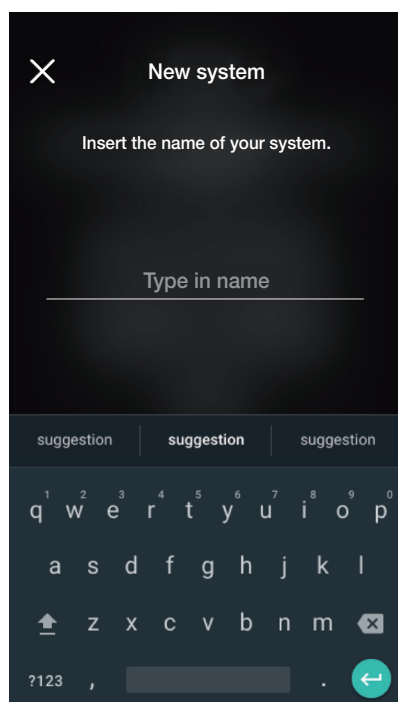 New system
Insert the name of your system.
Type in name
suggestion suggestion suggestion
1 2 3 4 5 6 7 8 9 0
q w e r t y u i o p
a s d f g h j k l
z x c v b n m
?123 , .